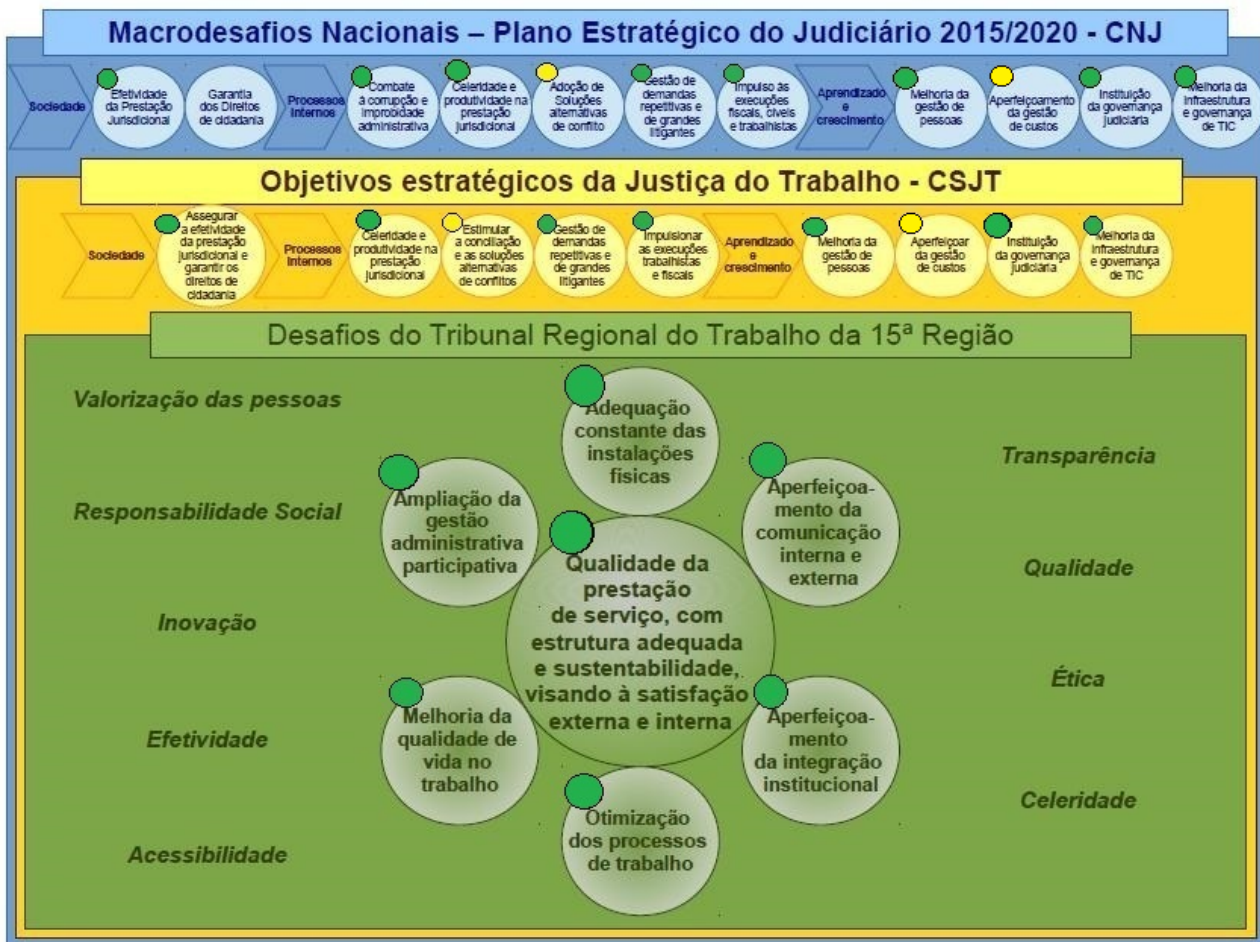 Macrodesafios Nacionais – Plano Estratégico do Judiciário 2015/2020 - CNJ
Sociedade
Efetividade
da Prestação
Jurisdicional
Garantia
dos Direitos
de cidadania
Processos
Internos
Combate
à corrupção e
improbidade
administrativa
Celeridade e
produtividade na
prestação
jurisdicional
Adoção de
Soluções
alternativas
de conflito
Gestão de
demandas
repetitivas e
de grandes
litigantes
Impulso às
execuções
fiscais, cíveis
e trabalhistas
Aprendizado
e
crescimento
Melhoria da
gestão de
pessoas
Aperfeiçoamento
da gestão
de custos
Instituição
da governança
judiciária
Melhoria da
Infraestrutura
e governança
de TIC
Objetivos estratégicos da Justiça do Trabalho - CSJT
Sociedade
Assegurar
a efetividade
da prestação
jurisdicional e
garantir os
direitos de
cidadania
Processos
Internos
Celeridade e
produtividade na
prestação
jurisdicional
Estimular
a conciliação
e as soluções
alternativas
de conflitos
Gestão de
demandas
repetitivas e
de grandes
litigantes
Impulsionar
as execuções
trabalhistas
e fiscais
Aprendizado
e
crescimento
Melhoria da
gestão de
pessoas
Aperfeiçoar
da gestão
de custos
Instituição
da governança
judiciária
Melhoria da
Infraestrutura
e governança
de TIC
Desafios do Tribunal Regional do Trabalho da 15ª Região
Valorização das pessoas
Responsabilidade Social
Inovação
Efetividade
Acessibilidade
Adequação
constante das
instalações
físicas
Ampliação da
gestão
administrativa
participativa
Aperfeiçoa-
mento da
comunicação
interna e
externa
Qualidade da
prestação
de serviço, com
estrutura adequada
e sustentabilidade,
visando à satisfação
externa e interna
Melhoria da
qualidade de
vida no
trabalho
Aperfeiçoa-
mento
da integração
institucional
Otimização
dos processos
de trabalho
Transparência
Qualidade
Ética
Celeridade